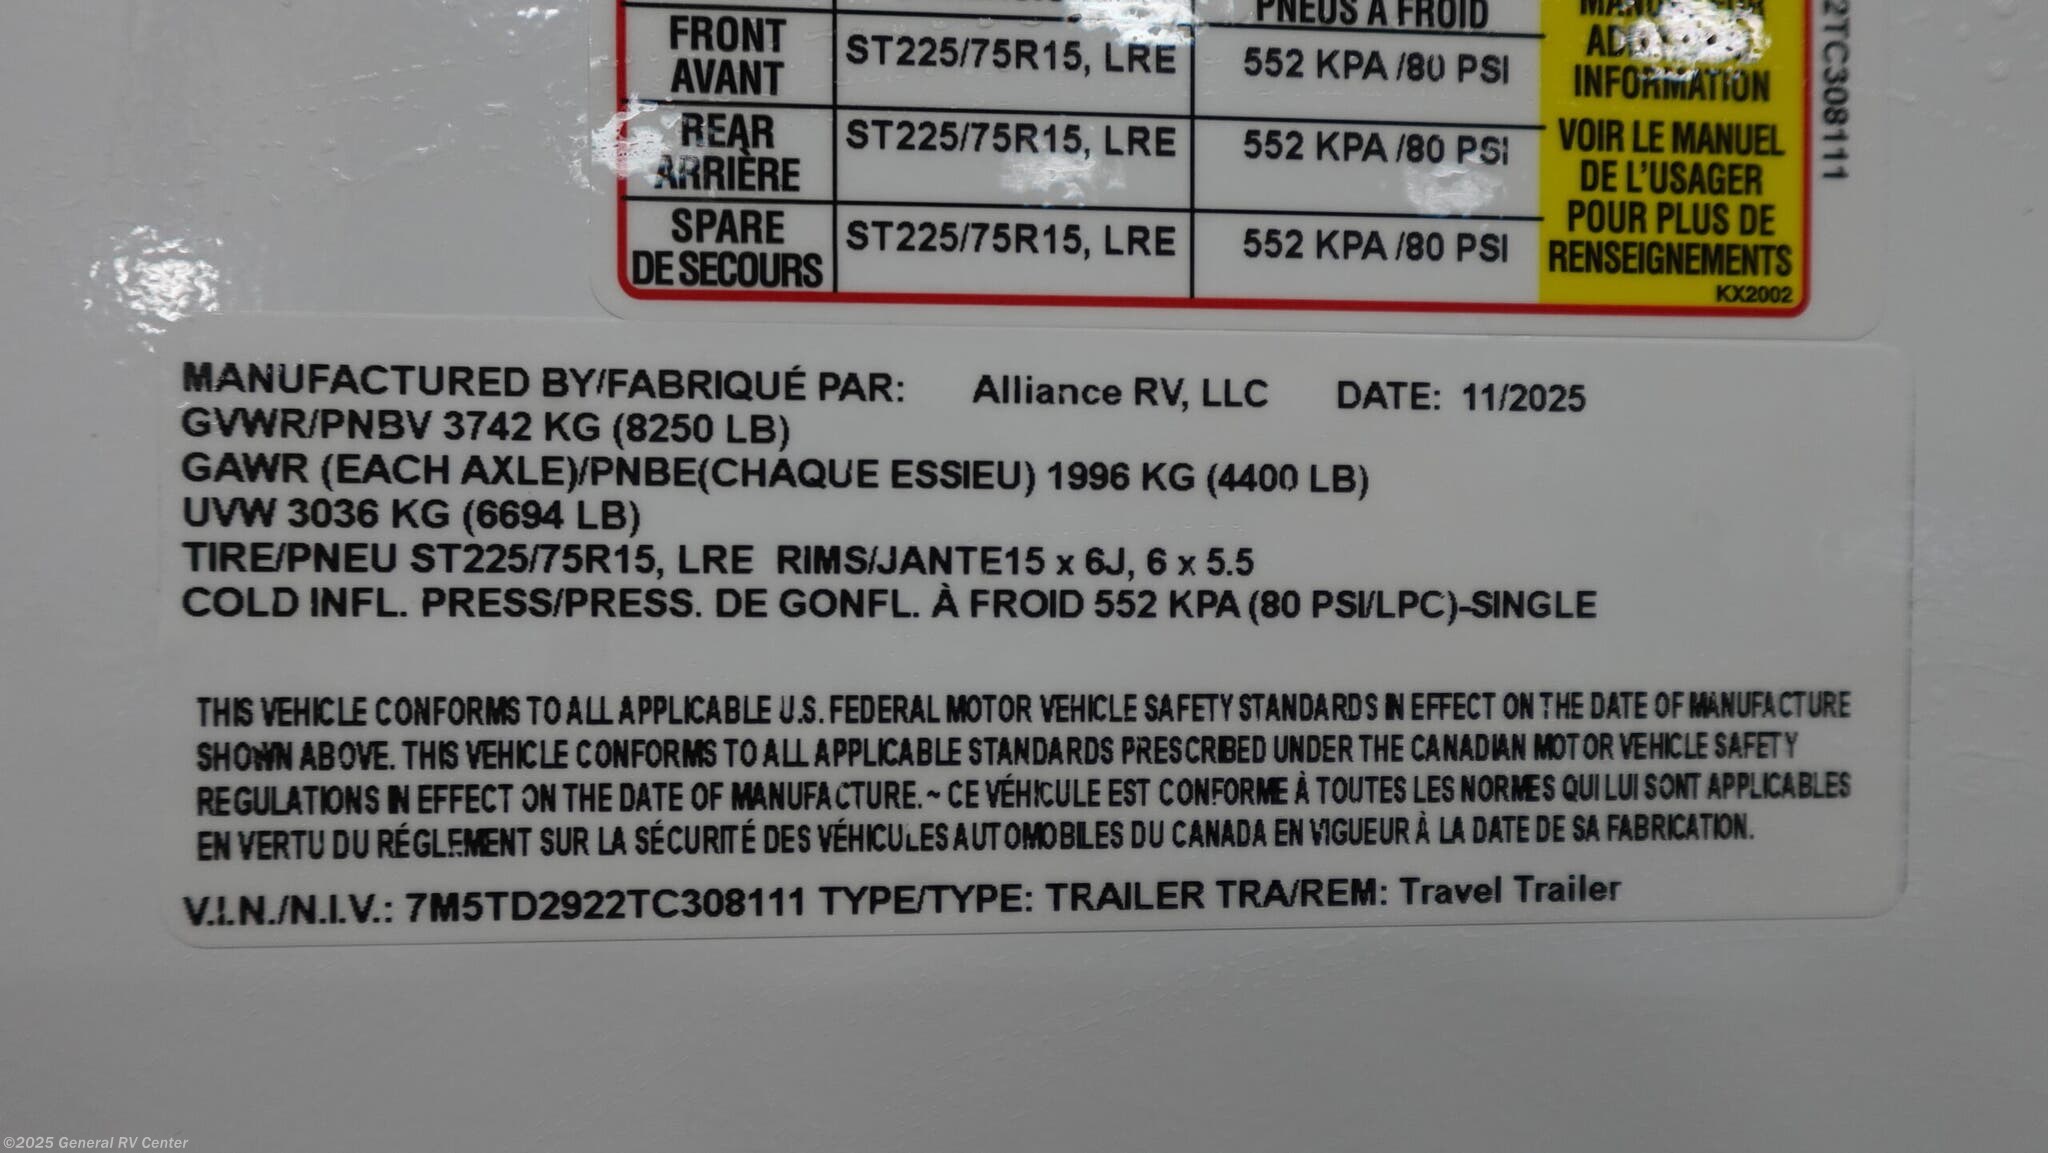 PNEUS À FROID
FRONT
AVANT
ST225/75R15, LRE
552 KPA /80 PSI
INFORMATION
REAR
ARRIÈRE
ST225/75R15, LRE
552 KPA /80 PSI
VOIR LE MANUEL
DE L'USAGER
POUR PLUS DE
RENSEIGNEMENTS
SPARE
DE SECOURS
ST225/75R15, LRE
552 KPA /80 PSI
KX2002
2TC308111
MANUFACTURED BY/FABRIQUÉ PAR: Alliance RV, LLC DATE: 11/2025
GVWR/PNBV 3742 KG (8250 LB)
GAWR (EACH AXLE)/PNBE(CHAQUE ESSIEU) 1996 KG (4400 LB)
UVW 3036 KG (6694 LB)
TIRE/PNEU ST225/75R15, LRE RIMS/JANTE15 x 6J, 6 x 5.5
COLD INFL. PRESS/PRESS. DE GONFL. À FROID 552 KPA (80 PSI/LPC)-SINGLE
THIS VEHICLE CONFORMS TO ALL APPLICABLE U.S. FEDERAL MOTOR VEHICLE SAFETY STANDARDS IN EFFECT ON THE DATE OF MANUFACTURE
SHOWN ABOVE. THIS VEHICLE CONFORMS TO ALL APPLICABLE STANDARDS PRESCRIBED UNDER THE CANADIAN MOTOR VEHICLE SAFETY
REGULATIONS IN EFFECT ON THE DATE OF MANUFACTURE. ~ CE VÉHICULE EST CONFORME À TOUTES LES NORMES QUI LUI SONT APPLICABLES
EN VERTU DU RÉGLEMENT SUR LA SÉCURITÉ DES VÉHICULES AUTOMOBILES DU CANADA EN VIGUEUR À LA DATE DE SA FABRICATION.
V.I.N./N.I.V.: 7M5TD2922TC308111 TYPE/TYPE: TRAILER TRA/REM: Travel Trailer
©2025 General RV Center